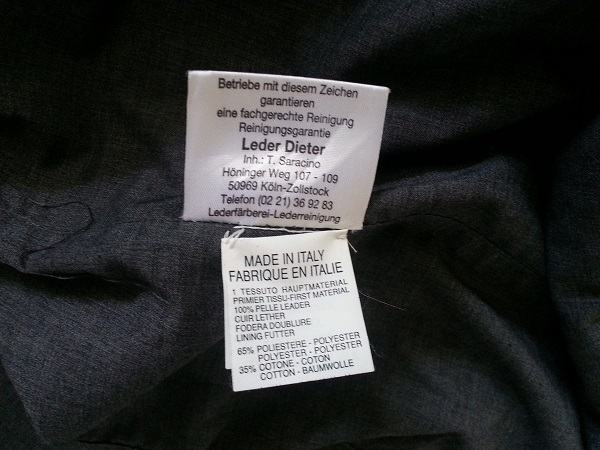 Betriebe mit diesem Zeichen
garantieren
eine fachgerechte Reinigung
Reinigungsgarantie
Leder Dieter
Inh.: T. Saracino
Höninger Weg 107 - 109
50969 Köln-Zollstock
Telefon (02 21) 36 92 83
Lederfärberei-Lederreinigung
MADE IN ITALY
FABRIQUE EN ITALIE
1 TESSUTO HAUPTMATERIAL
PRIMIER TISSU-FIRST MATERIAL
100% PELLE LEADER
CUIR LETHER
FODERA DOUBLURE
LINING FUTTER
65% POLIESTERE - POLYESTER
POLYESTER - POLYESTER
35% COTONE - COTON
COTTON - BAUMWOLLE